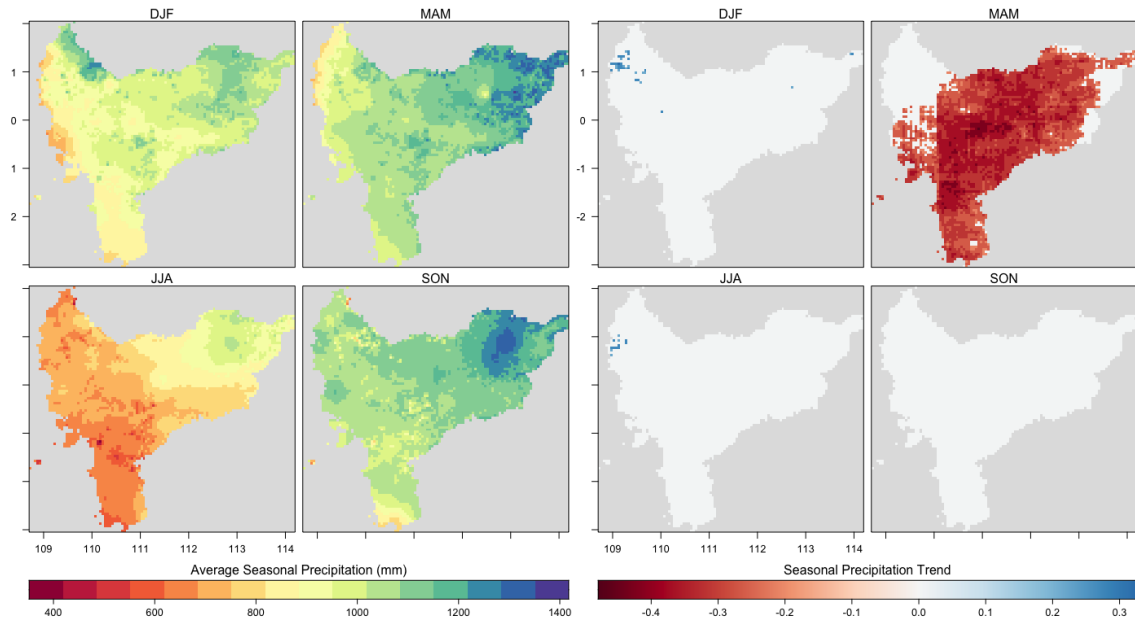 DJF MAM DJF MAM
1 1
0 0
1 -1
2 -2
JJA SON JJA SON
109 110 111 112 113 114 109 110 111 112 113 114
Average Seasonal Precipitation (mm) Seasonal Precipitation Trend
400 600 800 1000 1200 1400 -0.4 -0.3 -0.2 -0.1 0.0 0.1 0.2 0.3